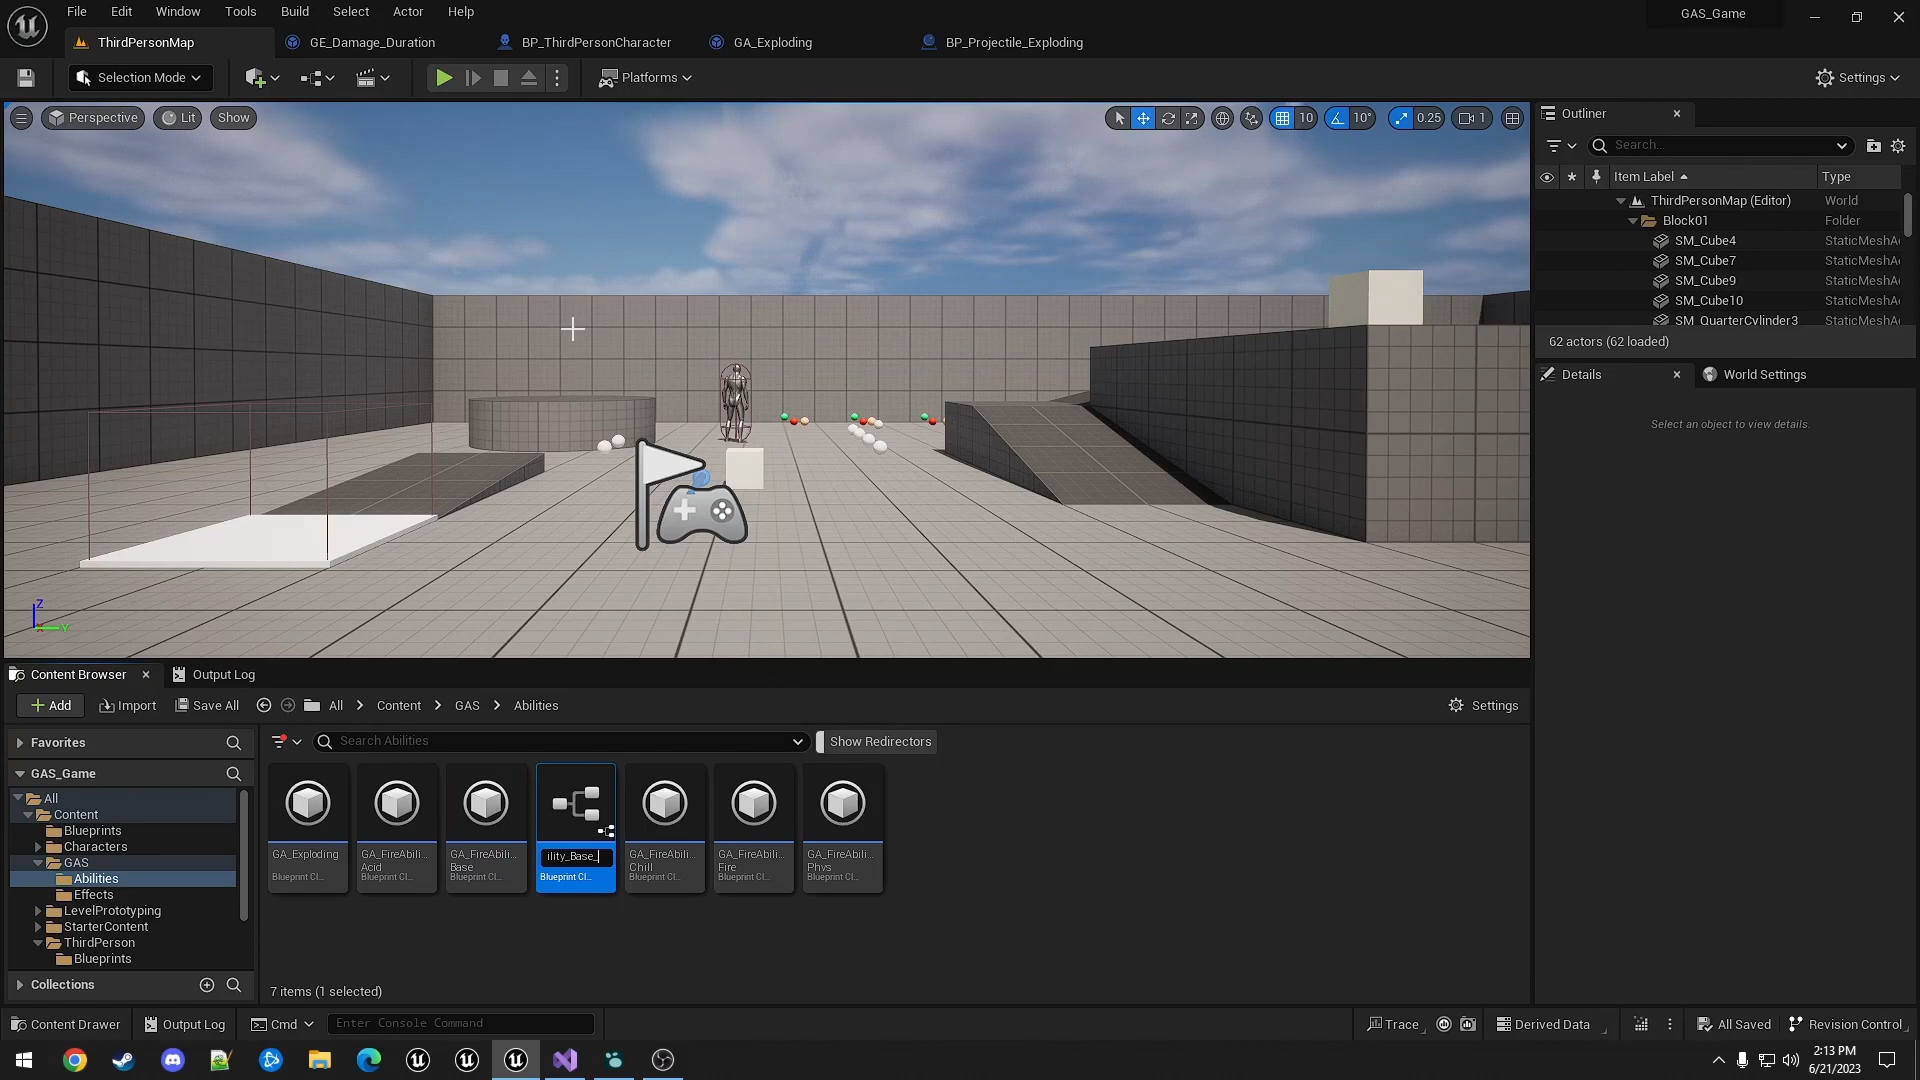 File Edit Window Tools Build Select Actor Help
GAS_Game
ThirdPersonMap GE_Damage_Duration BP_ThirdPersonCharacter GA_Exploding BP_Projectile_Exploding
Selection Mode Platforms Settings
Perspective Lit Show 10 10° 0.25 1
Outliner
Search...
Item Label Type
ThirdPersonMap (Editor) World
Block01 Folder
SM_Cube4 StaticMeshA
SM_Cube7 StaticMeshA
SM_Cube9 StaticMeshA
SM_Cube10 StaticMeshA
SM_QuarterCylinder3 StaticMeshA
62 actors (62 loaded)
Details World Settings
Select an object to view details.
Z
X Y
Content Browser Output Log
Add Import Save All All Content GAS Abilities Settings
Favorites
Search Abilities
Show Redirectors
GAS_Game
All
Content
Blueprints
Characters
GAS
Abilities
Effects
LevelPrototyping
StarterContent
ThirdPerson
Blueprints
Collections
GA_Exploding
Blueprint Cl...
GA_FireAbili...
Acid
Blueprint Cl...
GA_FireAbili...
Base
Blueprint Cl...
ility_Base_
Blueprint Cl...
GA_FireAbili...
Chill
Blueprint Cl...
GA_FireAbili...
Fire
Blueprint Cl...
GA_FireAbili...
Phys
Blueprint Cl...
7 items (1 selected)
Content Drawer Output Log Cmd Enter Console Command Trace Derived Data All Saved Revision Control
2:13 PM
6/21/2023